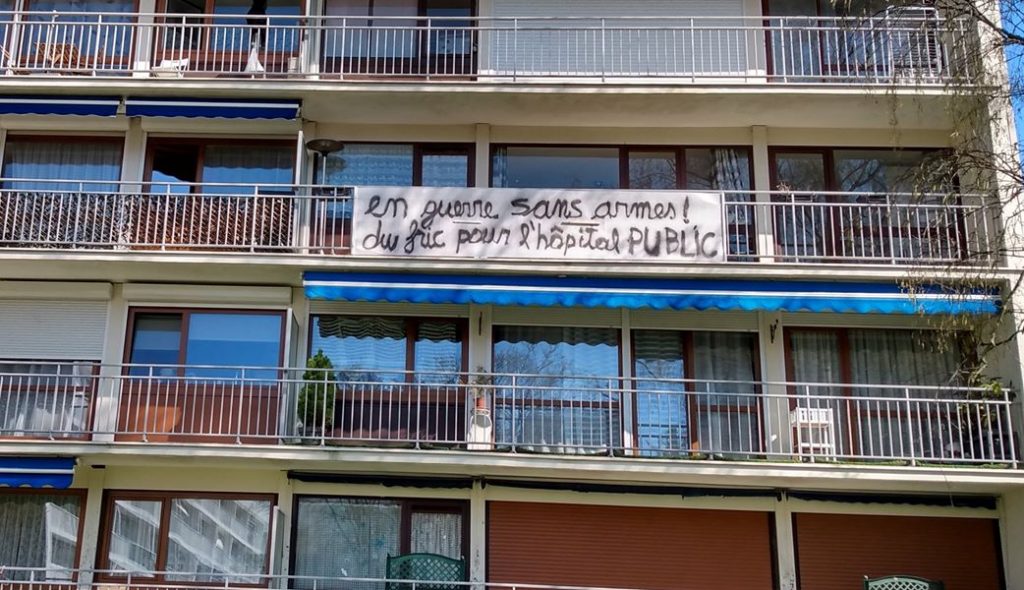 en guerre sans armes!
du fric pour l'hôpital PUBLIC